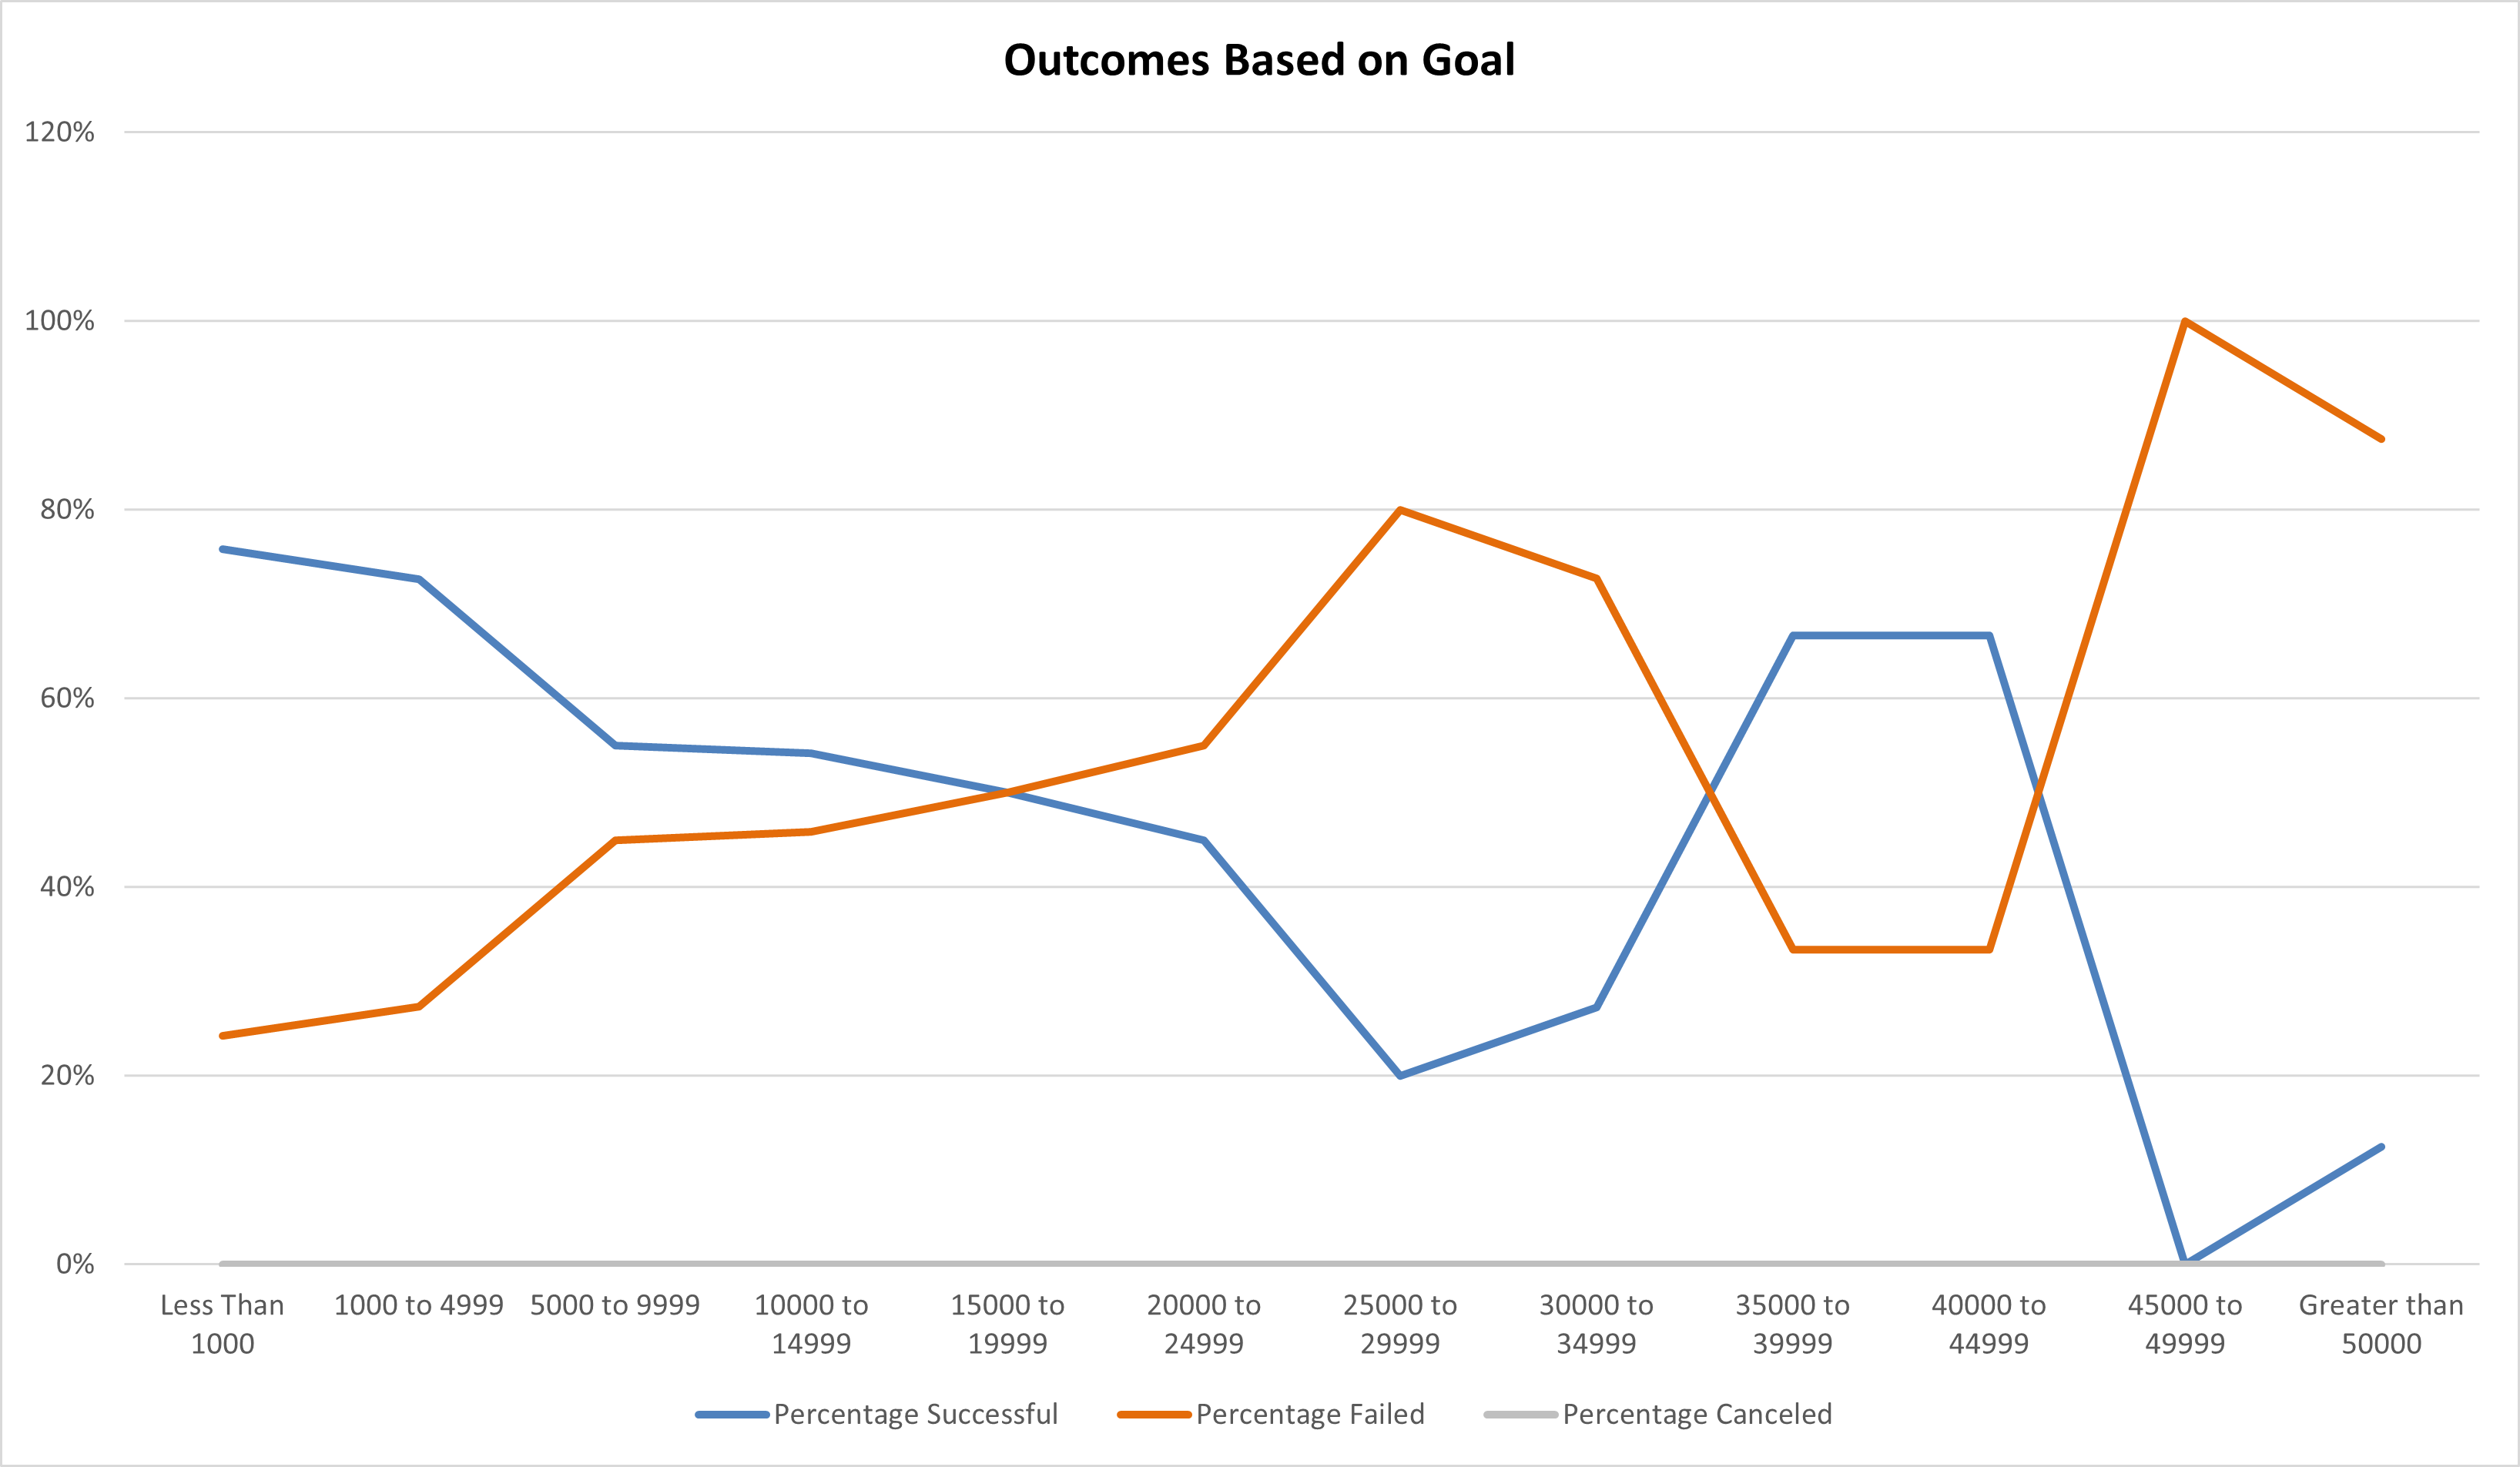 Outcomes Based on Goal
120%
100%
80%
60%
40%
20%
0%
Less Than
1000
1000 to 4999
5000 to 9999
10000 to
14999
15000 to
19999
20000 to
24999
25000 to
29999
30000 to
34999
35000 to
39999
40000 to
44999
45000 to
49999
Greater than
50000
Percentage Successful
Percentage Failed
Percentage Canceled